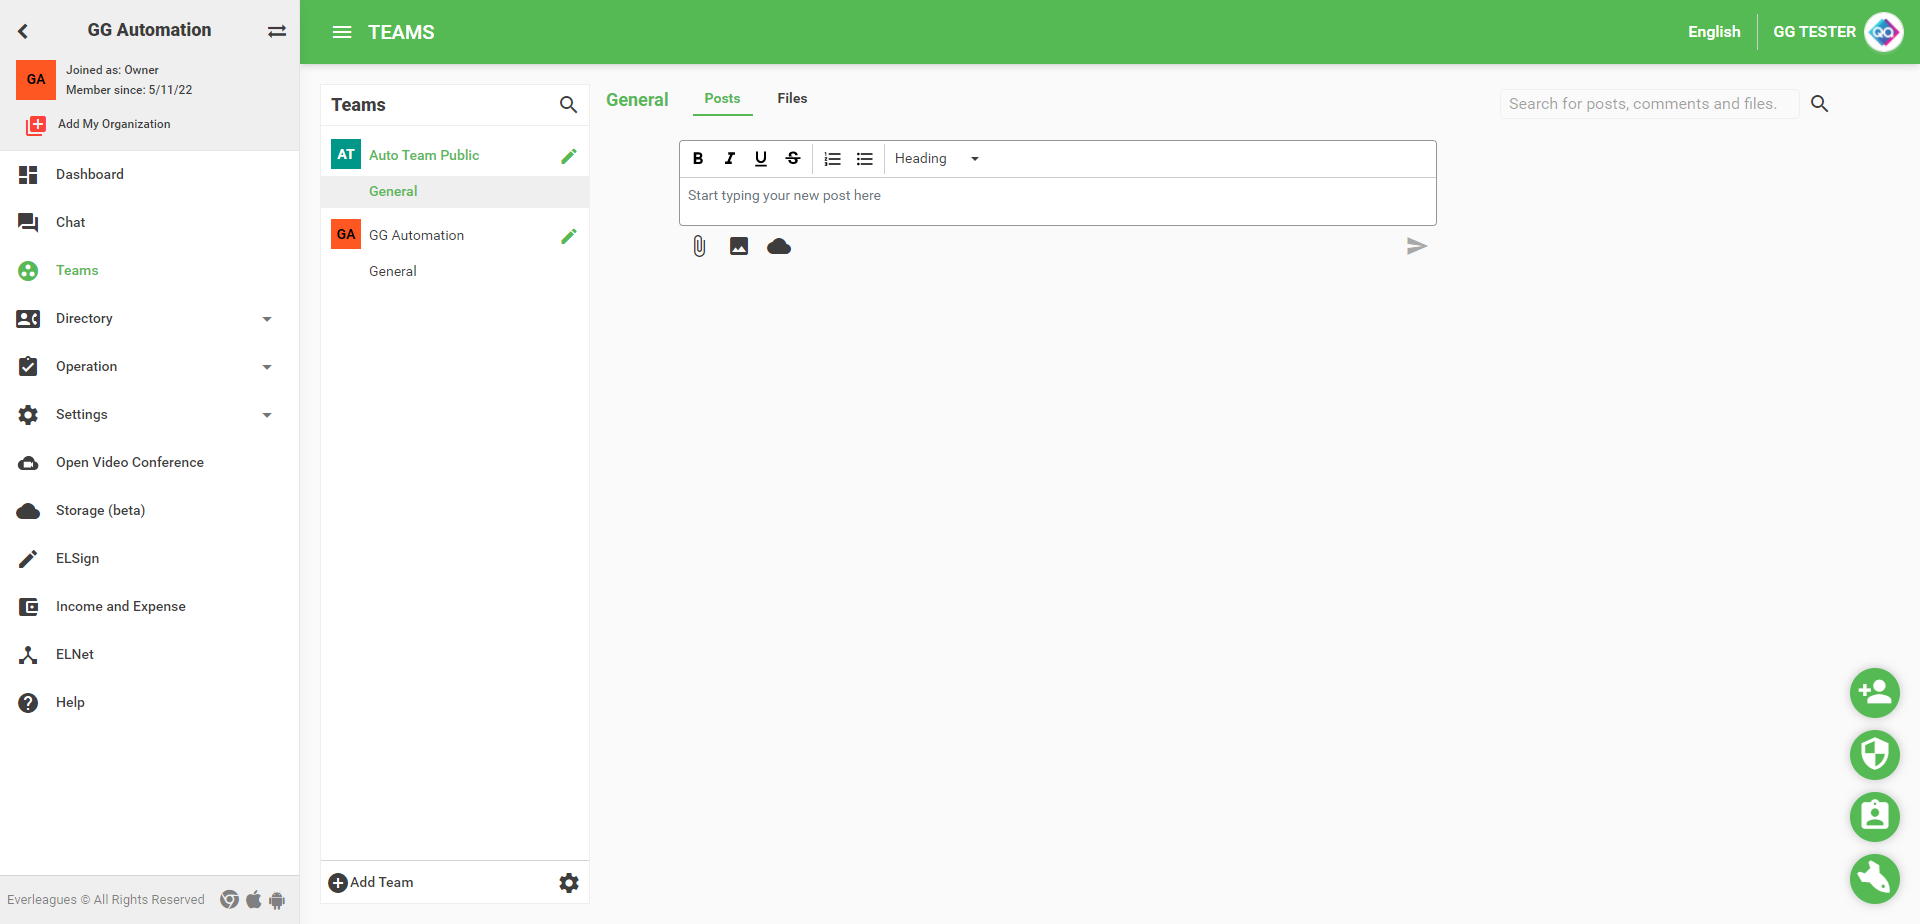 GG Automation
GA
Joined as: Owner
Member since: 5/11/22
Add My Organization
Dashboard
Chat
Teams
Directory
Operation
Settings
Open Video Conference
Storage (beta)
ELSign
Income and Expense
ELNet
Help
Everleagues © All Rights Reserved
TEAMS
English
GG TESTER
QA
Teams
AT Auto Team Public
General
GA GG Automation
General
Add Team
General
Posts
Files
Search for posts, comments and files.
B I U S Heading
Start typing your new post here